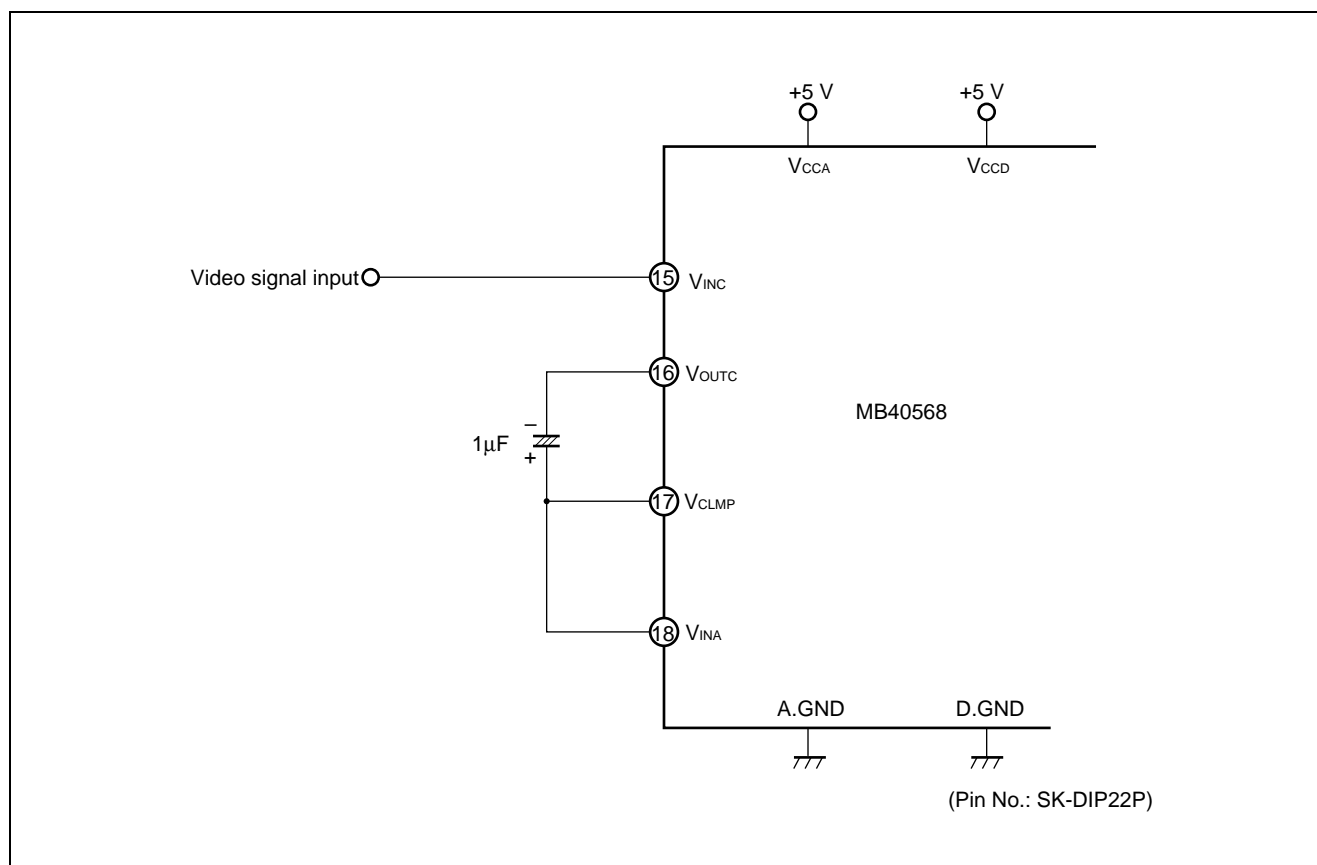 +5 V +5 V
VCCA VCCD
Video signal input 15 VINC
16 VOUTC
MB40568
–
1µF
+
17 VCLMP
18 VINA
A.GND D.GND
(Pin No.: SK-DIP22P)